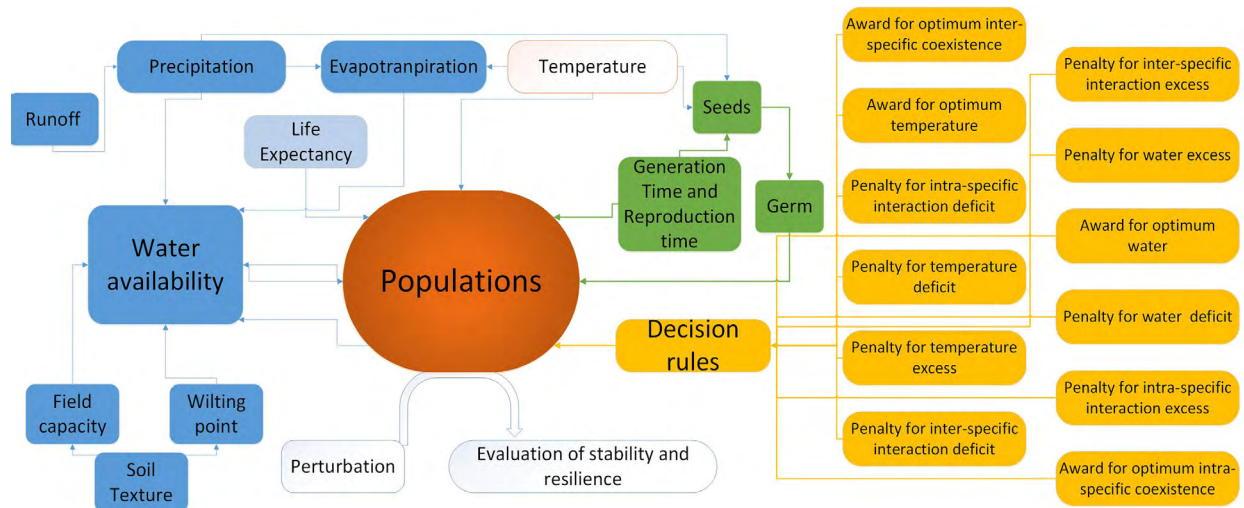 Precipitation
Evapotranpiration
Temperature
Runoff
Life
Expectancy
Seeds
Generation
Time and
Reproduction
time
Germ
Water
availability
Populations
Decision
rules
Field
capacity
Wilting
point
Soil
Texture
Perturbation
Evaluation of stability and
resilience
Award for optimum inter-
specific coexistence
Award for optimum
temperature
Penalty for intra-specific
interaction deficit
Penalty for temperature
deficit
Penalty for temperature
excess
Penalty for inter-specific
interaction deficit
Penalty for inter-specific
interaction excess
Penalty for water excess
Award for optimum
water
Penalty for water deficit
Penalty for intra-specific
interaction excess
Award for optimum intra-
specific coexistence